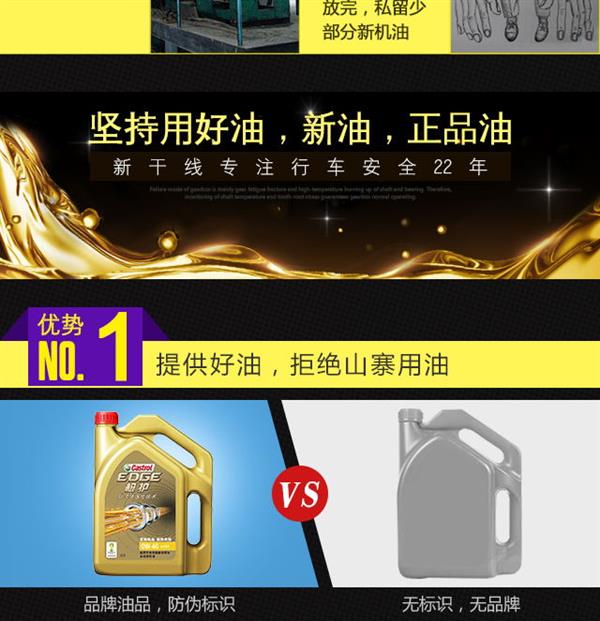 放完，私留少
部分新机油
坚持用好油，新油，正品油
新干线专注行车安全22年
Failure mode of gearbox is mainly gear fatigue fracture and high-temperature burning up of shaft and bearing. Therefore,
monitoring of shaft temperature and tooth root stress guarantees gearbox normal operating.
优势
NO.1
提供好油，拒绝山寨用油
Castrol
EDGE
极护
VS
0W-40
品牌油品，防伪标识
无标识，无品牌